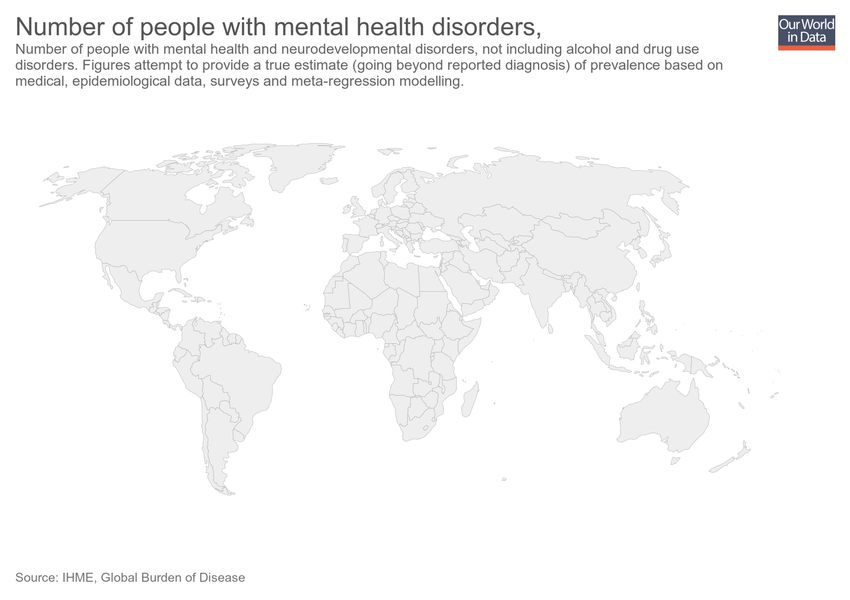 Number of people with mental health disorders,
Our World
in Data
Number of people with mental health and neurodevelopmental disorders, not including alcohol and drug use
disorders. Figures attempt to provide a true estimate (going beyond reported diagnosis) of prevalence based on
medical, epidemiological data, surveys and meta-regression modelling.
Source: IHME, Global Burden of Disease